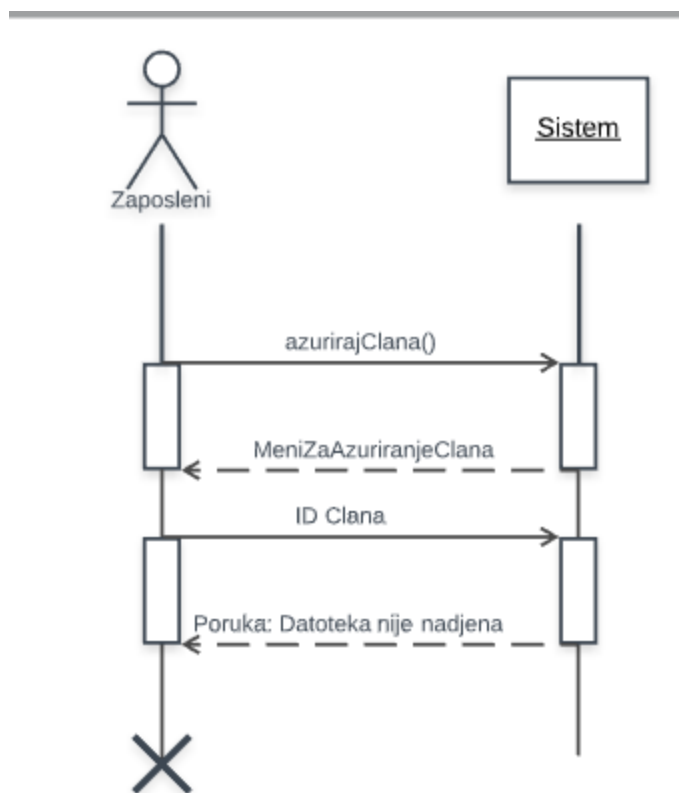 Zaposleni
Sistem
azurirajClana()
MeniZaAzuriranjeClana
ID Clana
Poruka: Datoteka nije nadjena